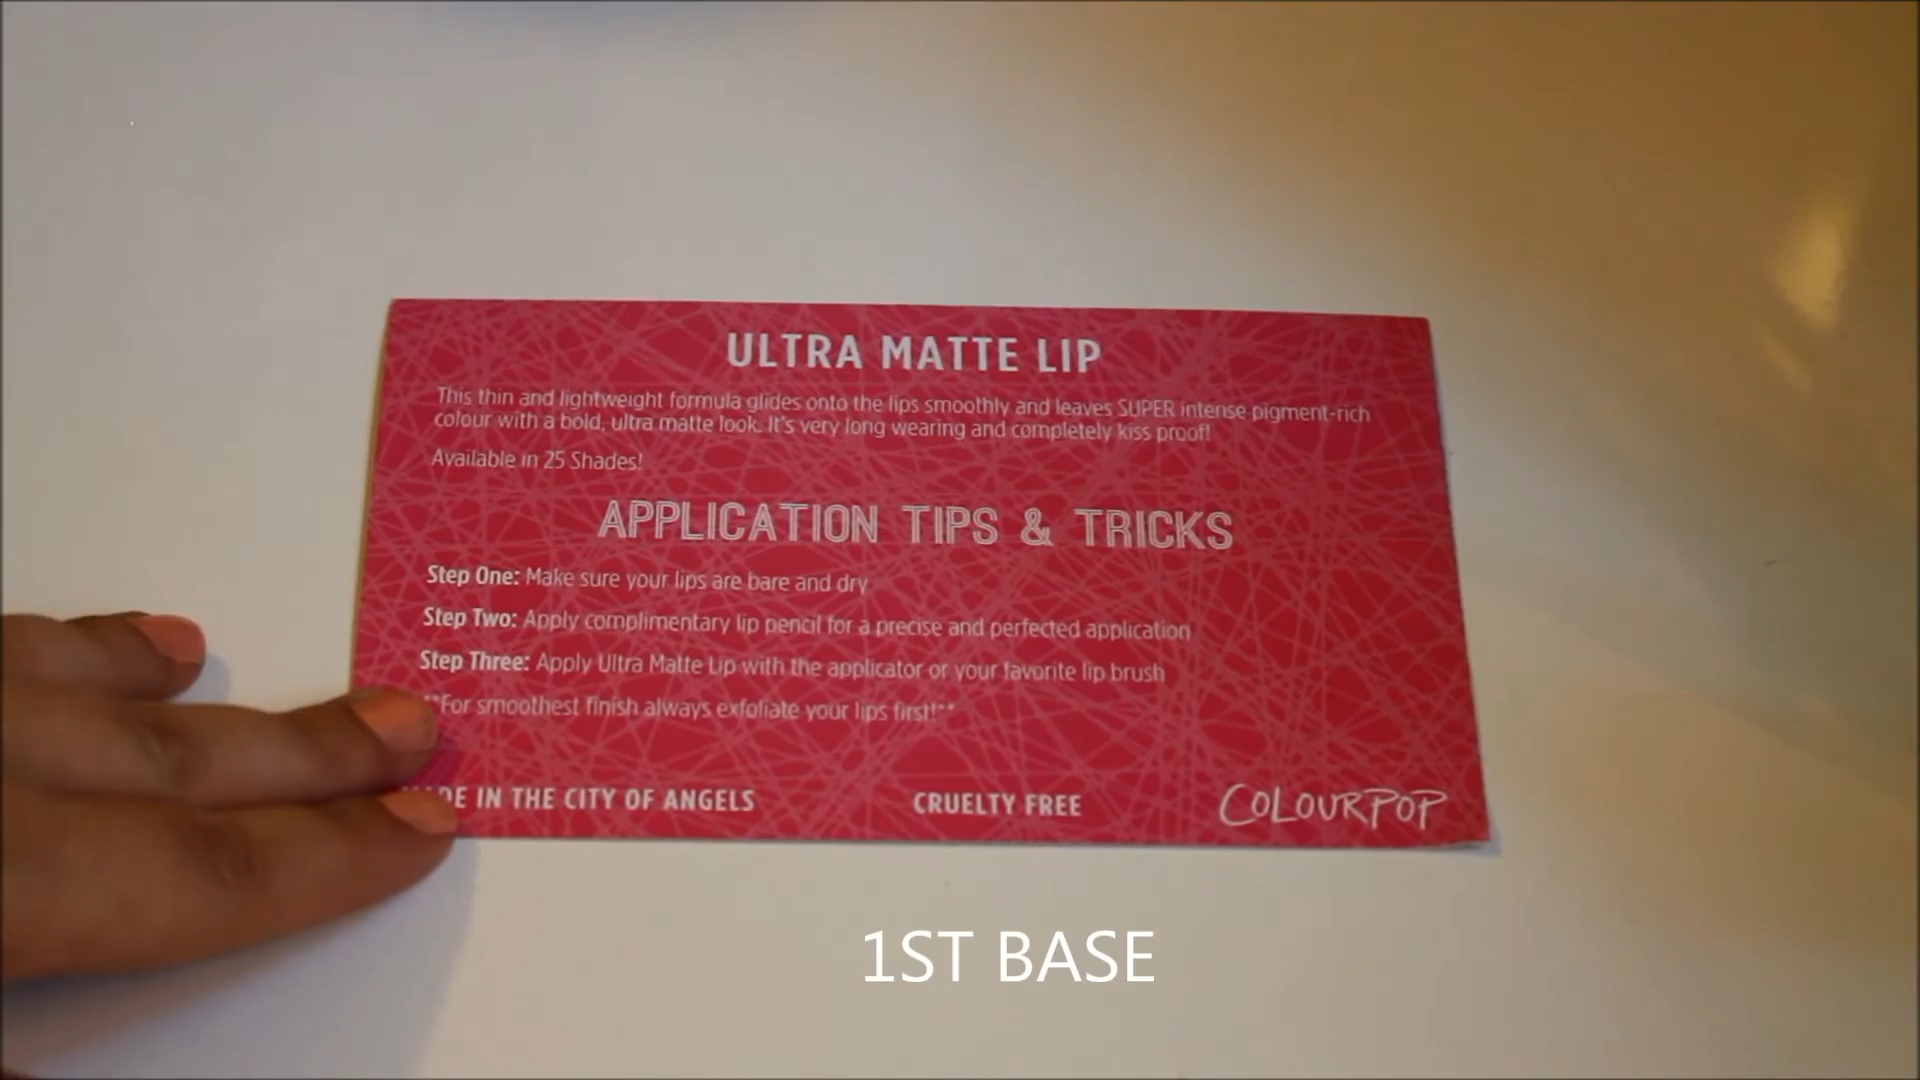 ULTRA MATTE LIP
This thin and lightweight formula glides onto the lips smoothly and leaves SUPER intense pigment-rich
colour with a bold, ultra matte look. It's very long wearing and completely kiss proof!
Available in 25 Shades!
APPLICATION TIPS & TRICKS
Step One: Make sure your lips are bare and dry
Step Two: Apply complimentary lip pencil for a precise and perfected application
Step Three: Apply Ultra Matte Lip with the applicator or your favorite lip brush
**For smoothest finish always exfoliate your lips first!**
IN THE CITY OF ANGELS
CRUELTY FREE
COLOURPOP
1ST BASE